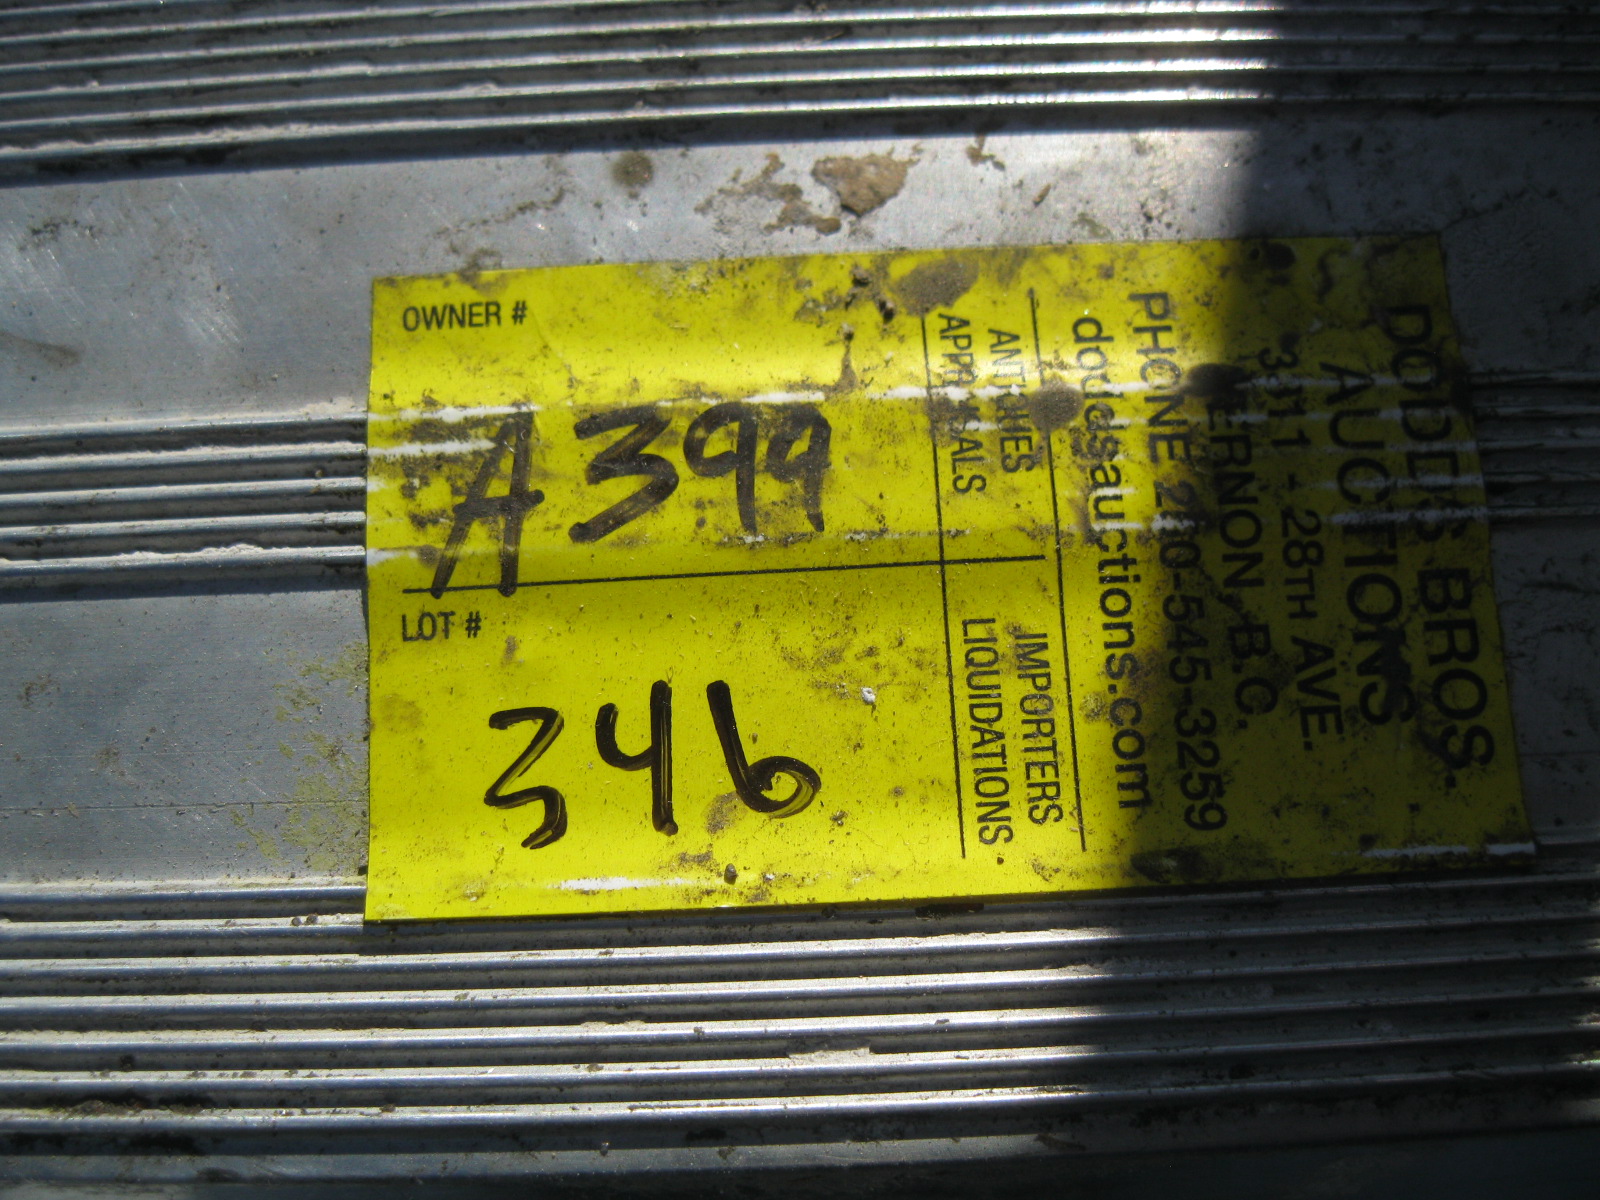 DODDS BROS.
AUCTIONS
3311 - 28TH AVE.
VERNON, B.C.
PHONE 250-545-3259
doddsauctions.com
ANTIQUES IMPORTERS
APPRAISALS LIQUIDATIONS
OWNER #
A399
LOT #
346